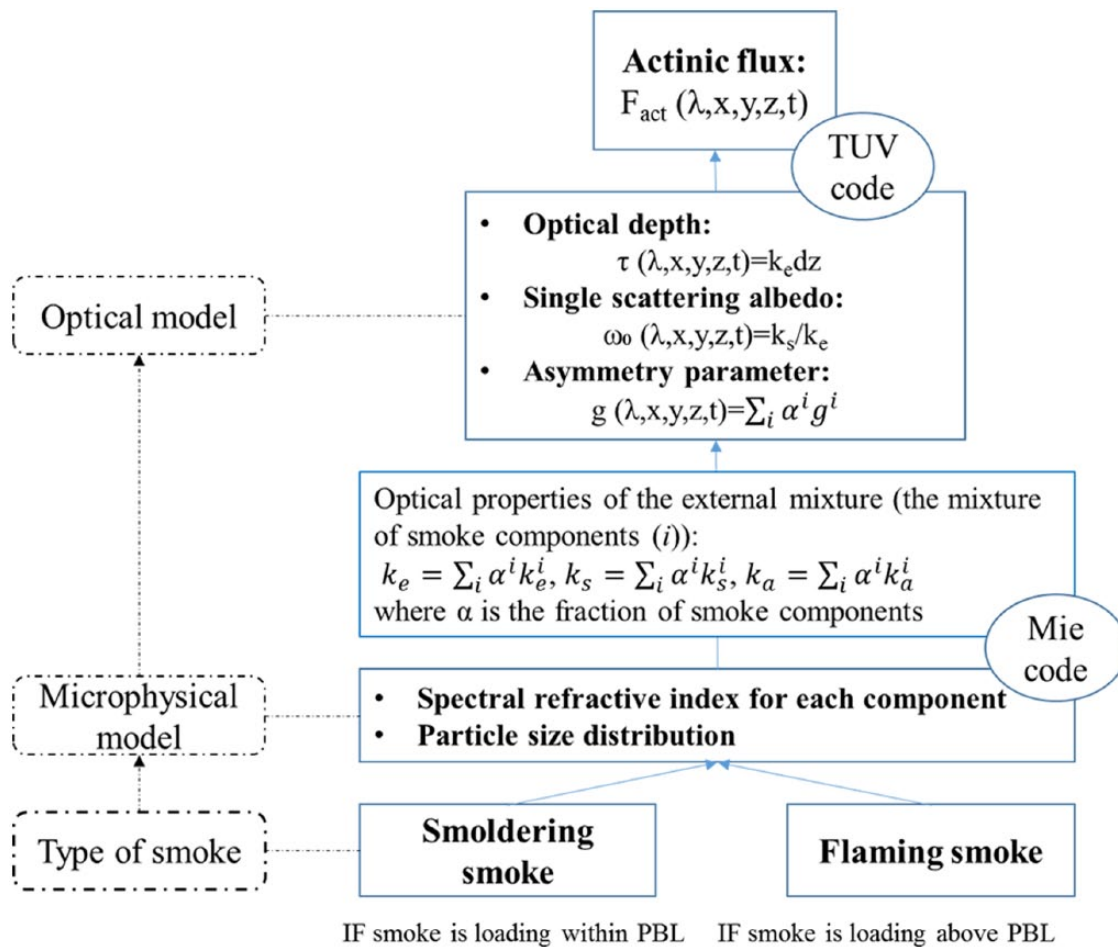 Actinic flux:
F_act (λ,x,y,z,t)
TUV
code
• Optical depth:
τ (λ,x,y,z,t)=k_e dz
• Single scattering albedo:
ω₀ (λ,x,y,z,t)=k_s/k_e
• Asymmetry parameter:
g (λ,x,y,z,t)=∑_i α^i g^i
Optical model
Optical properties of the external mixture (the mixture
of smoke components (i)):
k_e = ∑_i α^i k_e^i, k_s = ∑_i α^i k_s^i, k_a = ∑_i α^i k_a^i
where α is the fraction of smoke components
Mie
code
Microphysical
model
• Spectral refractive index for each component
• Particle size distribution
Type of smoke
Smoldering
smoke
Flaming smoke
IF smoke is loading within PBL
IF smoke is loading above PBL